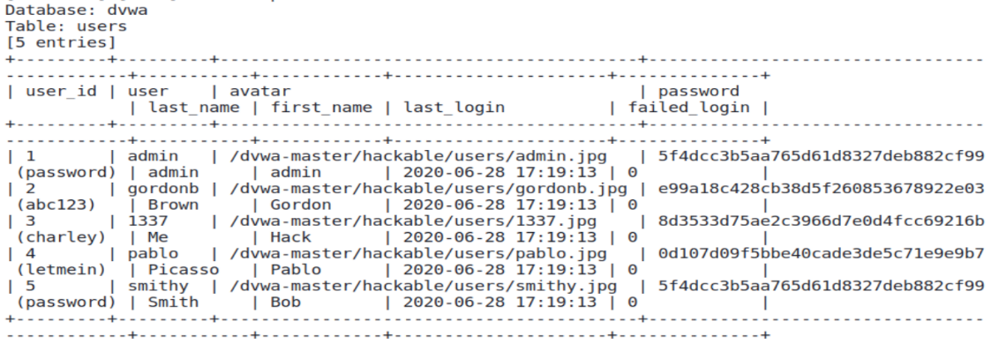 Database: dvwa
Table: users
[5 entries]
+---------+---------+-----------------------------------------+---------------------------------
------------+-----------+------------+---------------------+--------------+
| user_id | user    | avatar                                  | password
            | last_name | first_name | last_login          | failed_login |
+---------+---------+-----------------------------------------+---------------------------------
------------+-----------+------------+---------------------+--------------+
| 1       | admin   | /dvwa-master/hackable/users/admin.jpg   | 5f4dcc3b5aa765d61d8327deb882cf99
 (password) | admin     | admin      | 2020-06-28 17:19:13 | 0            |
| 2       | gordonb | /dvwa-master/hackable/users/gordonb.jpg | e99a18c428cb38d5f260853678922e03
 (abc123)   | Brown     | Gordon     | 2020-06-28 17:19:13 | 0            |
| 3       | 1337    | /dvwa-master/hackable/users/1337.jpg    | 8d3533d75ae2c3966d7e0d4fcc69216b
 (charley)  | Me        | Hack       | 2020-06-28 17:19:13 | 0            |
| 4       | pablo   | /dvwa-master/hackable/users/pablo.jpg   | 0d107d09f5bbe40cade3de5c71e9e9b7
 (letmein)  | Picasso   | Pablo      | 2020-06-28 17:19:13 | 0            |
| 5       | smithy  | /dvwa-master/hackable/users/smithy.jpg  | 5f4dcc3b5aa765d61d8327deb882cf99
 (password) | Smith     | Bob        | 2020-06-28 17:19:13 | 0            |
+---------+---------+-----------------------------------------+---------------------------------
------------+-----------+------------+---------------------+--------------+